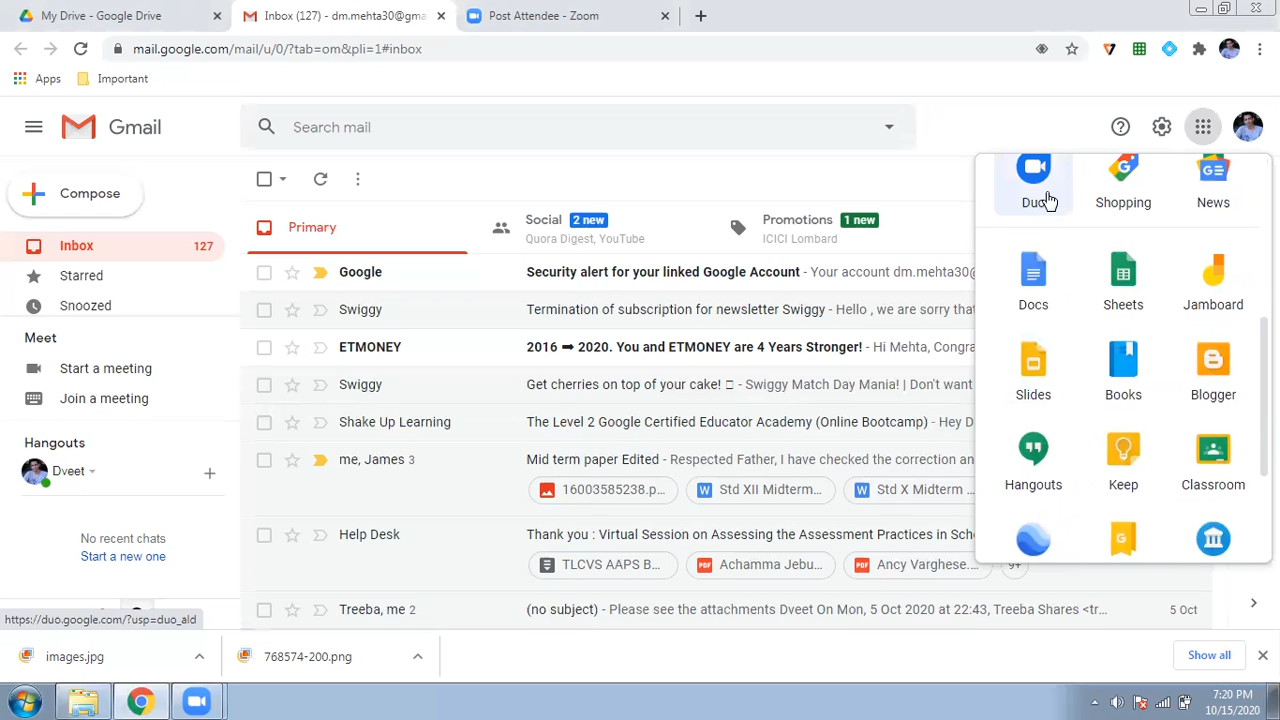 My Drive - Google Drive
Inbox (127) - dm.mehta30@gma
Post Attendee - Zoom
mail.google.com/mail/u/0/?tab=om&pli=1#inbox
Apps
Important
Gmail
Search mail
Compose
Inbox 127
Starred
Snoozed
Meet
Start a meeting
Join a meeting
Hangouts
Dveet
No recent chats
Start a new one
https://duo.google.com/?usp=duo_ald
Primary
Social 2 new
Quora Digest, YouTube
Promotions 1 new
ICICI Lombard
Google Security alert for your linked Google Account - Your account dm.mehta30@
Swiggy Termination of subscription for newsletter Swiggy - Hello , we are sorry that
ETMONEY 2016 ➡ 2020. You and ETMONEY are 4 Years Stronger! - Hi Mehta, Congra
Swiggy Get cherries on top of your cake! - Swiggy Match Day Mania! | Don't want
Shake Up Learning The Level 2 Google Certified Educator Academy (Online Bootcamp) - Hey D
me, James 3 Mid term paper Edited - Respected Father, I have checked the correction an
16003585238.p... Std XII Midterm... Std X Midterm ...
Help Desk Thank you : Virtual Session on Assessing the Assessment Practices in Sch
TLCVS AAPS B... Achamma Jebu... Ancy Varghese.... 9+
Treeba, me 2 (no subject) - Please see the attachments Dveet On Mon, 5 Oct 2020 at 22:43, Treeba Shares <tr... 5 Oct
Duo Shopping News
Docs Sheets Jamboard
Slides Books Blogger
Hangouts Keep Classroom
images.jpg
768574-200.png
Show all
7:20 PM
10/15/2020